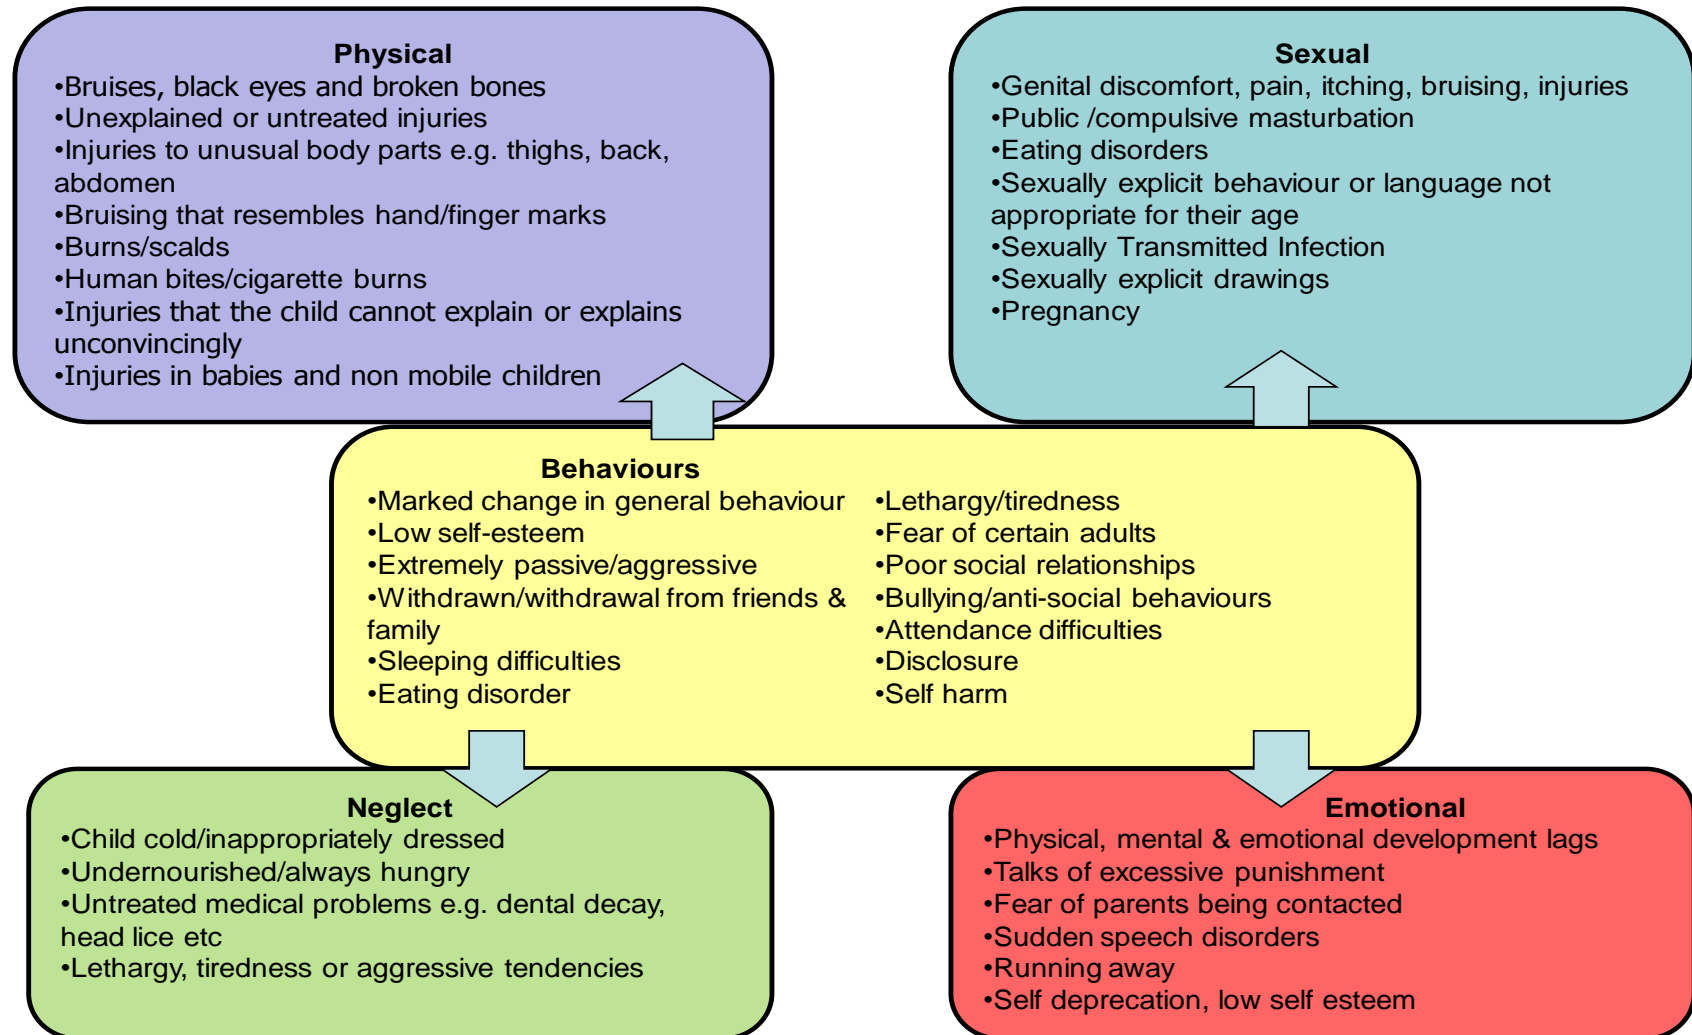 Physical
•Bruises, black eyes and broken bones
•Unexplained or untreated injuries
•Injuries to unusual body parts e.g. thighs, back,
abdomen
•Bruising that resembles hand/finger marks
•Burns/scalds
•Human bites/cigarette burns
•Injuries that the child cannot explain or explains
unconvincingly
•Injuries in babies and non mobile children
Sexual
•Genital discomfort, pain, itching, bruising, injuries
•Public /compulsive masturbation
•Eating disorders
•Sexually explicit behaviour or language not
appropriate for their age
•Sexually Transmitted Infection
•Sexually explicit drawings
•Pregnancy
Behaviours
•Marked change in general behaviour
•Low self-esteem
•Extremely passive/aggressive
•Withdrawn/withdrawal from friends &
family
•Sleeping difficulties
•Eating disorder
•Lethargy/tiredness
•Fear of certain adults
•Poor social relationships
•Bullying/anti-social behaviours
•Attendance difficulties
•Disclosure
•Self harm
Neglect
•Child cold/inappropriately dressed
•Undernourished/always hungry
•Untreated medical problems e.g. dental decay,
head lice etc
•Lethargy, tiredness or aggressive tendencies
Emotional
•Physical, mental & emotional development lags
•Talks of excessive punishment
•Fear of parents being contacted
•Sudden speech disorders
•Running away
•Self deprecation, low self esteem